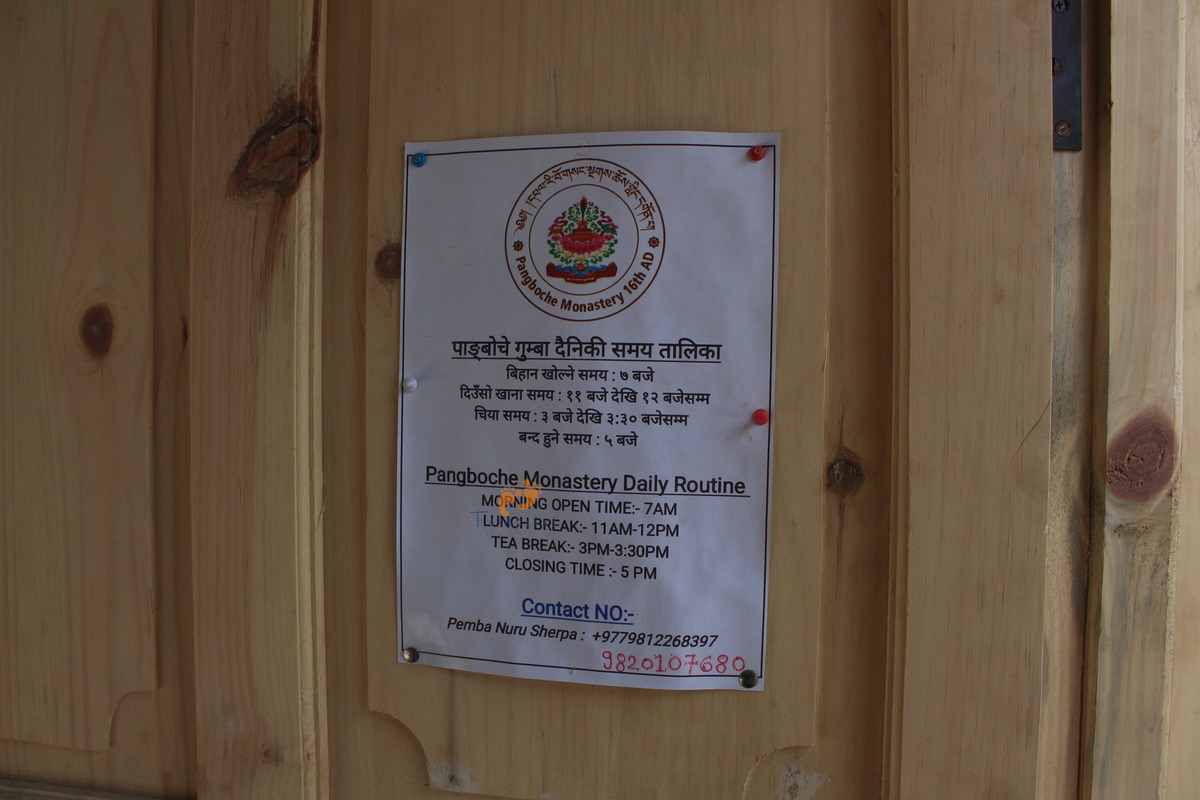 Pangboche Monastery 16th AD
पाङ्बोचे गुम्बा दैनिकी समय तालिका
बिहान खोल्ने समय : ७ बजे
दिउँसो खाना समय : ११ बजे देखि १२ बजेसम्म
चिया समय : ३ बजे देखि ३:३० बजेसम्म
बन्द हुने समय : ५ बजे
Pangboche Monastery Daily Routine
MORNING OPEN TIME:- 7AM
LUNCH BREAK:- 11AM-12PM
TEA BREAK:- 3PM-3:30PM
CLOSING TIME :- 5 PM
Contact NO:-
Pemba Nuru Sherpa : +9779812268397
9820107680